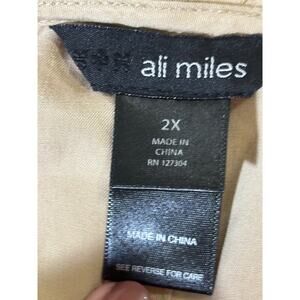 ali miles
2X
MADE IN
CHINA
RN 127304
MADE IN CHINA
SEE REVERSE FOR CARE